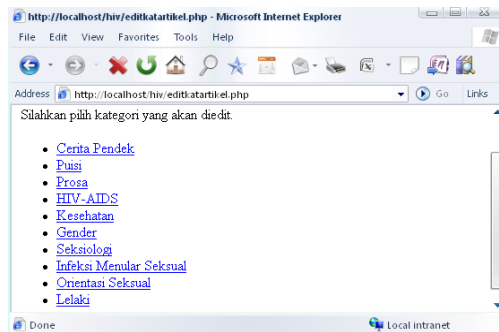 http://localhost/hiv/editkatartikel.php - Microsoft Internet Explorer
File Edit View Favorites Tools Help
Address http://localhost/hiv/editkatartikel.php Go Links
Silahkan pilih kategori yang akan diedit.
Cerita Pendek
Puisi
Prosa
HIV-AIDS
Kesehatan
Gender
Seksiologi
Infeksi Menular Seksual
Orientasi Seksual
Lelaki
Done Local intranet